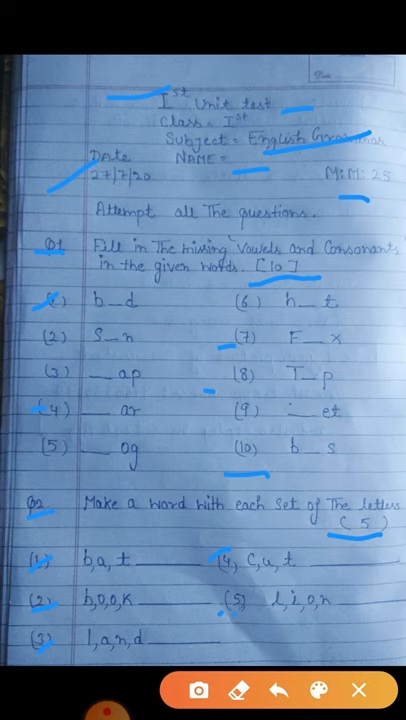 Ist Unit test
Class = Ist
Subject = English Grammar
DAte NAME =
27/7/20 M:M: 25
Attempt all The questions.
Q1 Fill in The missing Vowels and Consonants
in the given words. [10]
(1) b_d (6) h_t
(2) S_n (7) F_x
(3) _ap (8) T_p
(4) _ar (9) _et
(5) _og (10) b_s
Q2. Make a word with each set of The letters
(5)
(1) b,a,t (4) C,u,t
(2) b,o,o,k (5) l,i,o,n
(3) l,a,n,d